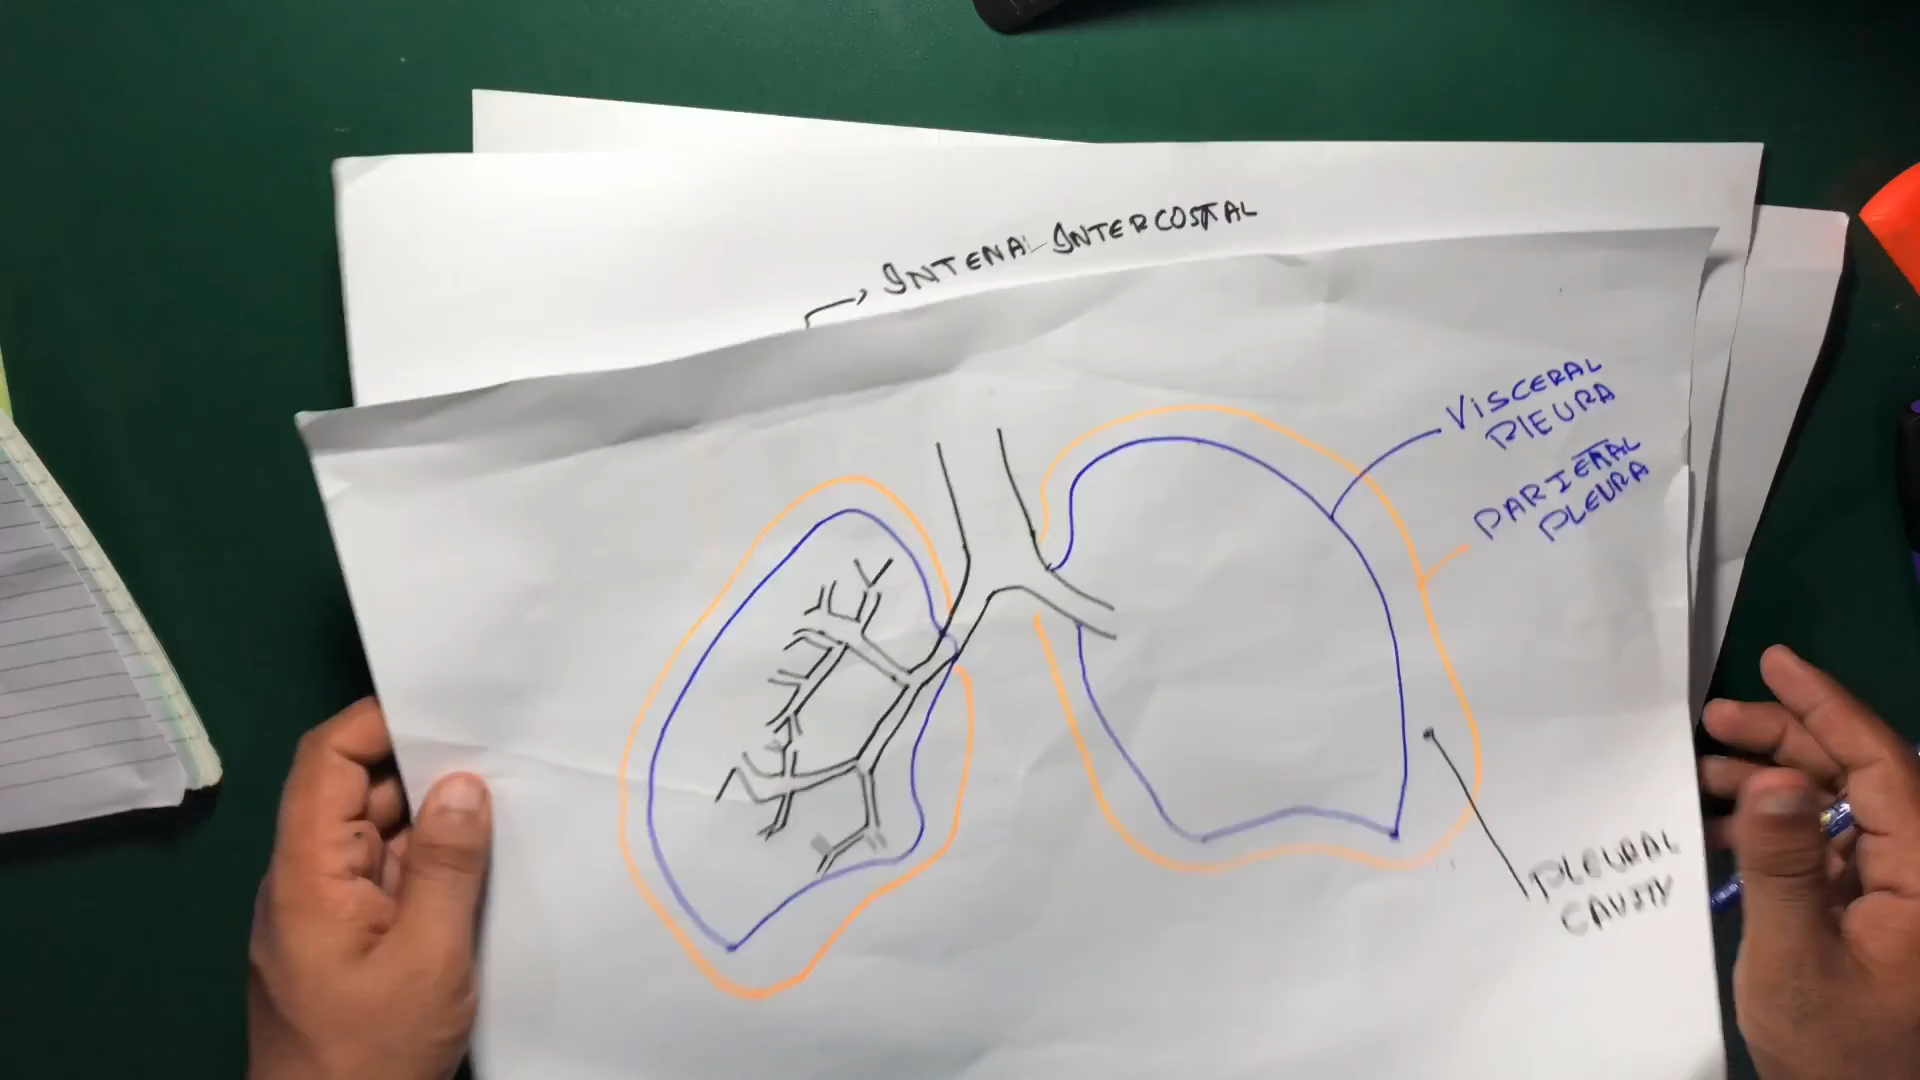 INTENAL INTERCOSTAL
VISCERAL
PLEURA
PARIETAL
PLEURA
PLEURAL
CAVITY